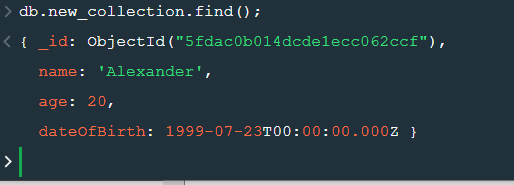 > db.new_collection.find();
< { _id: ObjectId("5fdac0b014dcde1ecc062ccf"),
name: 'Alexander',
age: 20,
dateOfBirth: 1999-07-23T00:00:00.000Z }
>